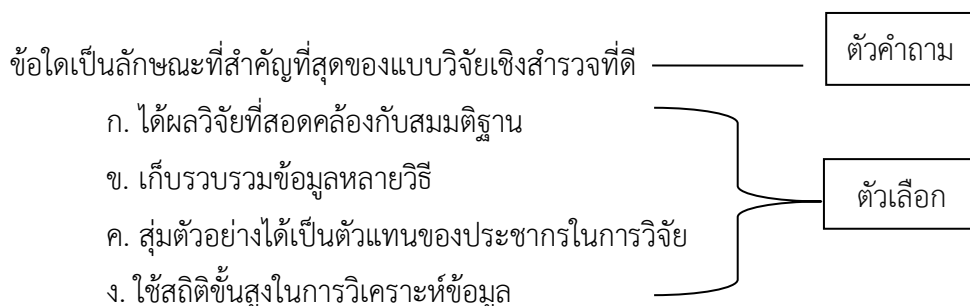 ข้อใดเป็นลักษณะที่สำคัญที่สุดของแบบวิจัยเชิงสำรวจที่ดี
ตัวคำถาม
ก. ได้ผลวิจัยที่สอดคล้องกับสมมติฐาน
ข. เก็บรวบรวมข้อมูลหลายวิธี
ตัวเลือก
ค. สุ่มตัวอย่างได้เป็นตัวแทนของประชากรในการวิจัย
ง. ใช้สถิติขั้นสูงในการวิเคราะห์ข้อมูล